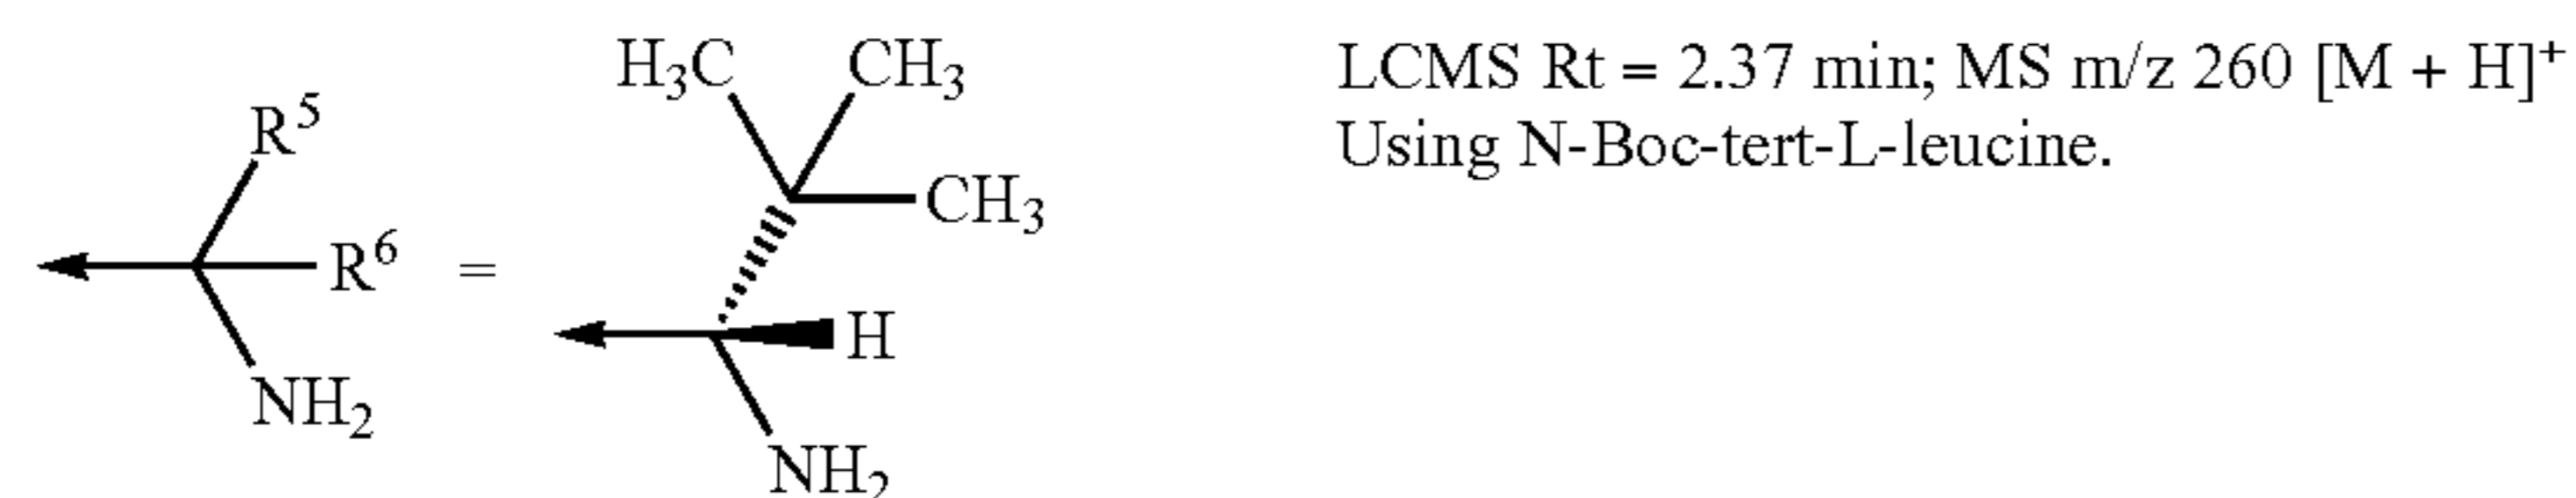 H₃C CH₃
CH₃
R⁵
R⁶ =
H
NH₂
NH₂
LCMS Rt = 2.37 min; MS m/z 260 [M + H]⁺
Using N-Boc-tert-L-leucine.